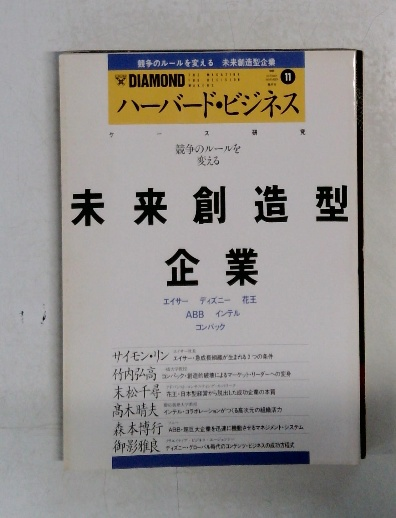 競争のルールを変える 未来創造型企業
DIAMOND
THE MAGAZINE
THE DECISION
11
ハーバード・ビジネス
ケース研究
競争のルールを
変える
未来創造型
企業
エイサー ディズニー 花王
ABB インテル
コンパック
サイモン・リン
エイサー・急成長組織が生まれる3つの条件
竹内弘高
コンパック・創造的破壊によるマーケット・リーダーへの変身
末松千尋
花王・日本型経営から脱出した成功企業の本質
高木晴夫
インテル・コラボレーションがつくる高次元の組織活力
森本博行
ABB・超巨大企業を迅速に機動させるマネジメント・システム
御影雅良
ディズニー・グローバル時代のコンテンツ・ビジネスの成功方程式